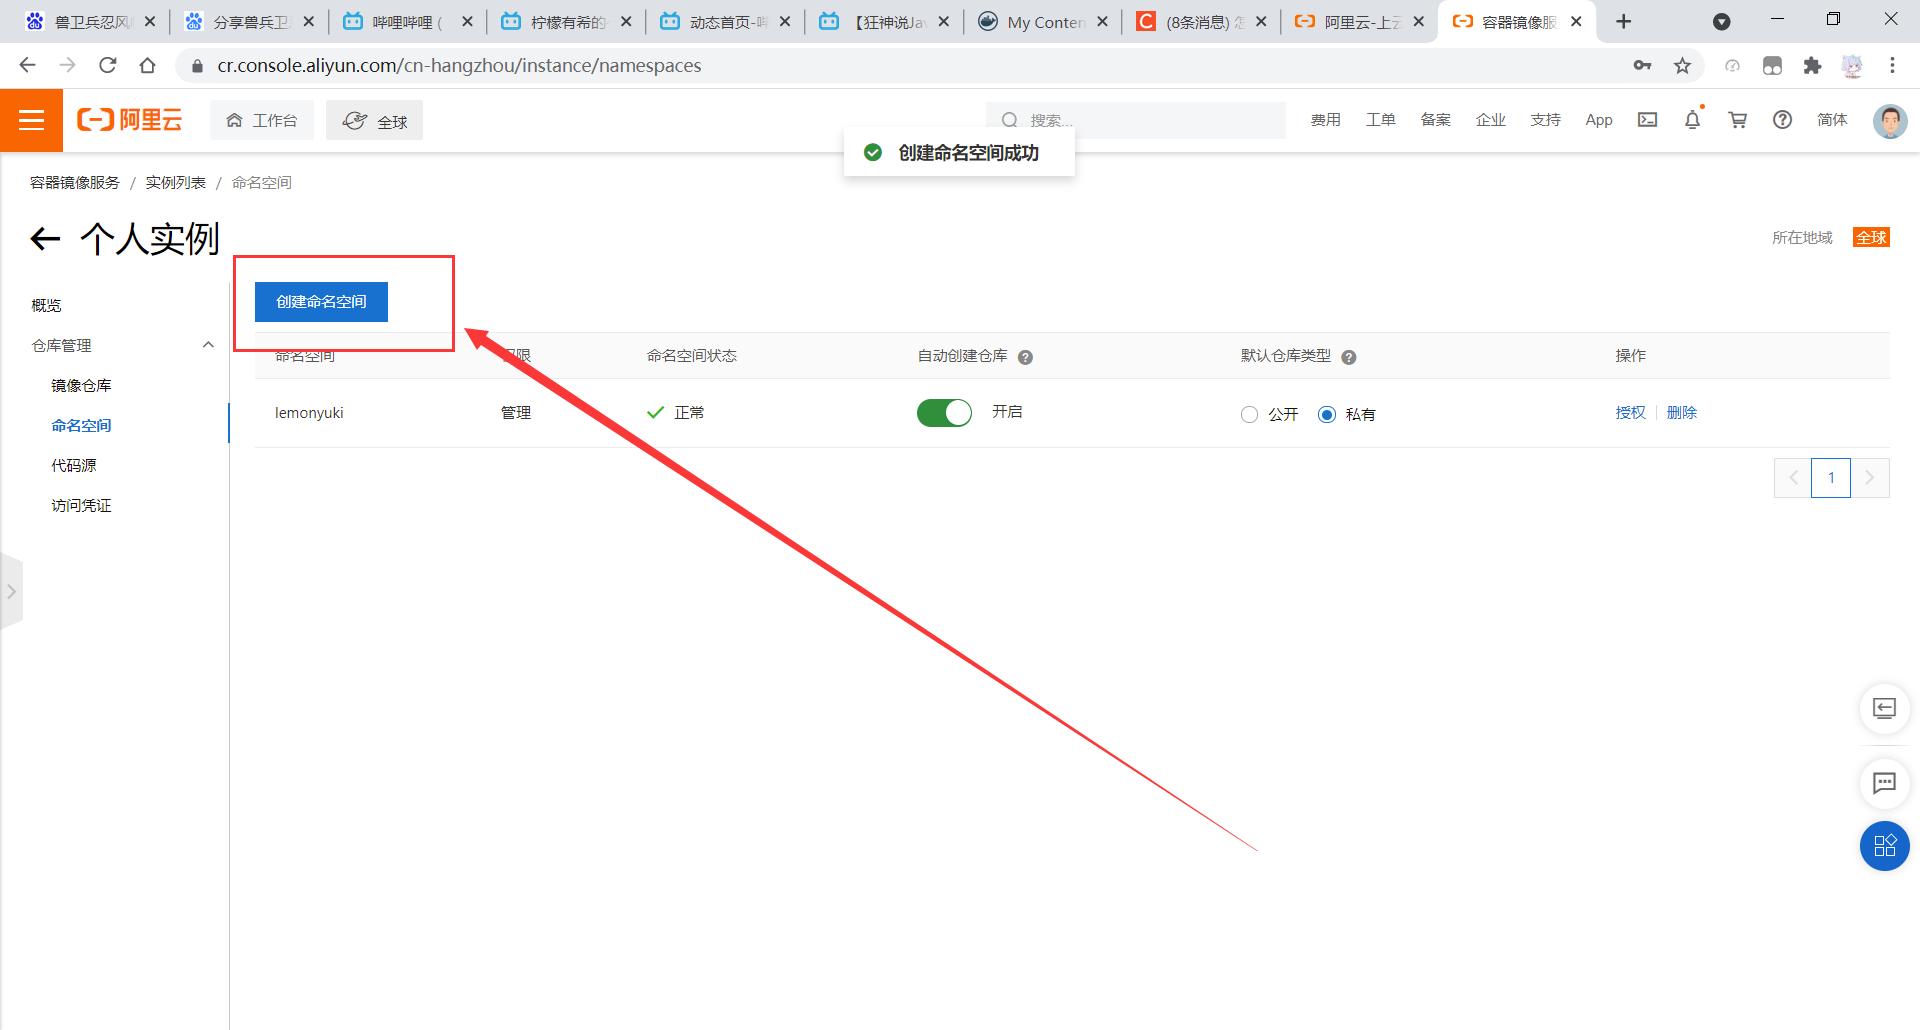 兽卫兵忍风
分享兽兵卫
哔哩哔哩 (
柠檬有希的
动态首页-哔
【狂神说Jav
My Conten
(8条消息) 怎
阿里云-上云
容器镜像服
cr.console.aliyun.com/cn-hangzhou/instance/namespaces
阿里云
工作台
全球
搜索...
费用
工单
备案
企业
支持
App
简体
创建命名空间成功
容器镜像服务 / 实例列表 / 命名空间
个人实例
所在地域
全球
概览
仓库管理
镜像仓库
命名空间
代码源
访问凭证
创建命名空间
命名空间
权限
命名空间状态
自动创建仓库
默认仓库类型
操作
lemonyuki
管理
正常
开启
公开
私有
授权
删除
1